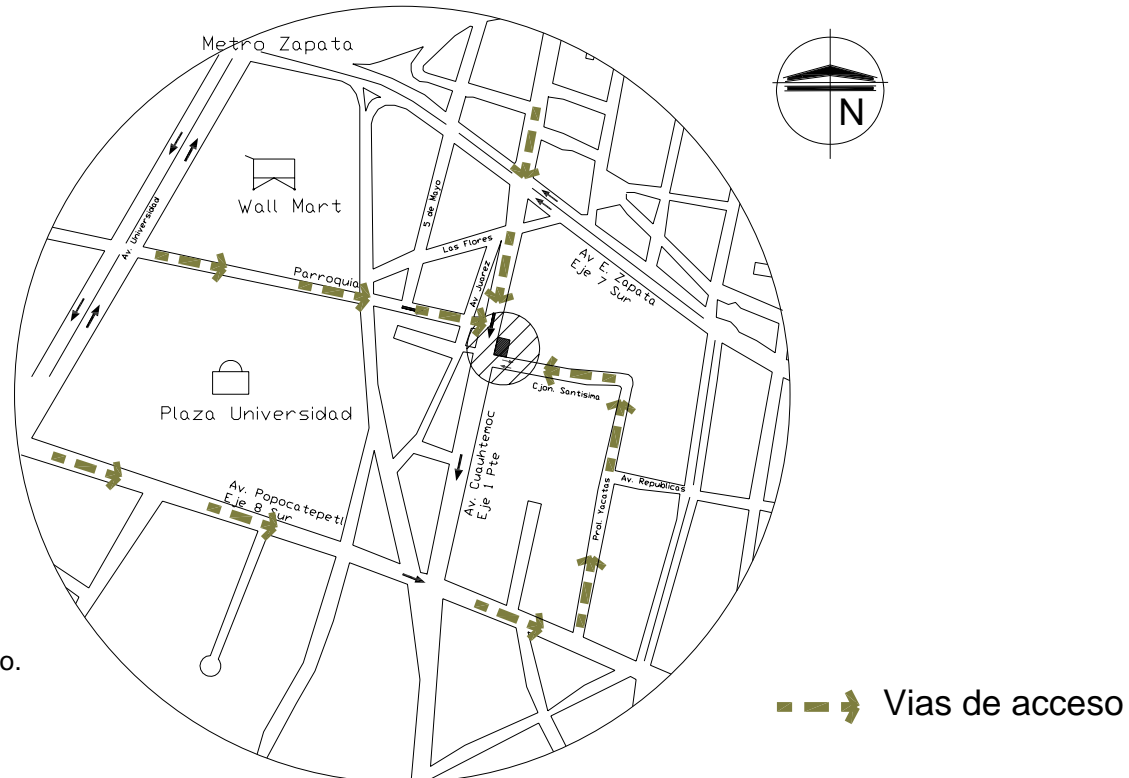 Metro Zapata
N
Wall Mart
5 de Mayo
Av. Universidad
Las Flores
Av Juarez
Av E. Zapata
Eje 7 Sur
Parroquia
Plaza Universidad
Cjon. Santisima
Av. Cuauhtemoc
Eje 1 Pte
Av. Republicas
Prol. Yacatas
Av. Popocatepetl
Eje 8 Sur
o.
Vias de acceso